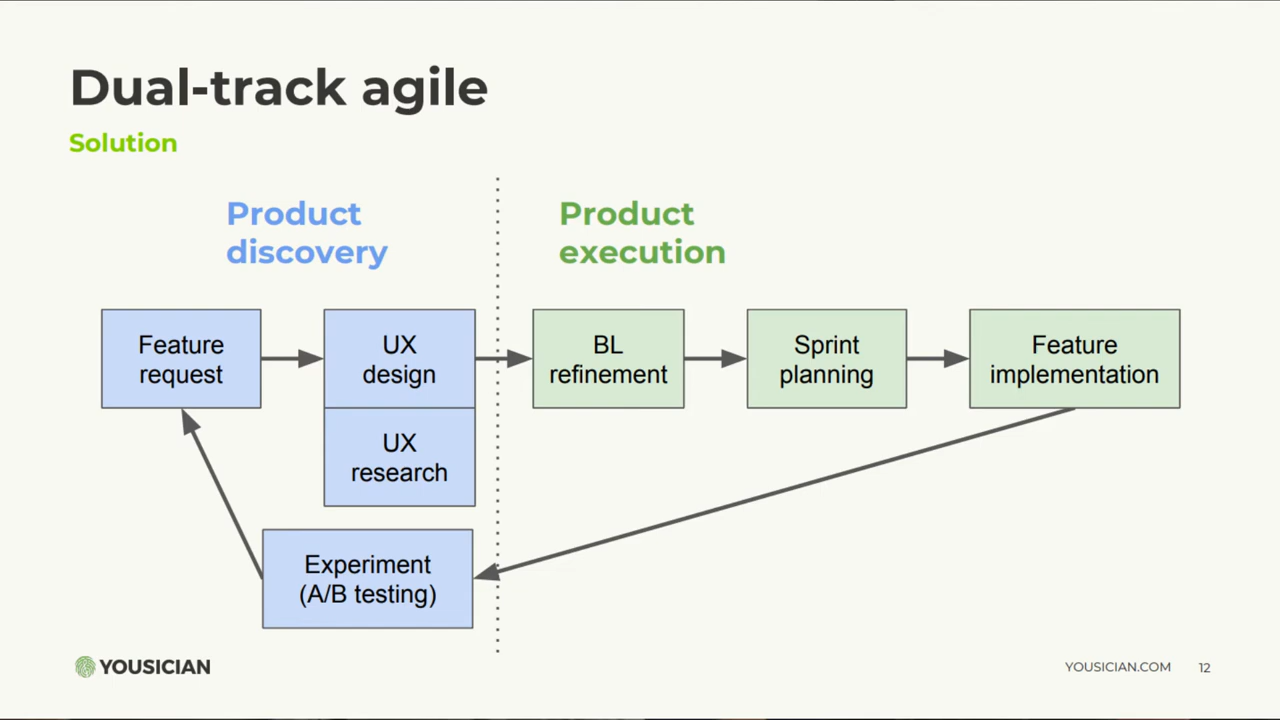 Dual-track agile
Solution
Product
discovery
Product
execution
Feature
request
UX
design
BL
refinement
Sprint
planning
Feature
implementation
UX
research
Experiment
(A/B testing)
YOUSICIAN
YOUSICIAN.COM
12